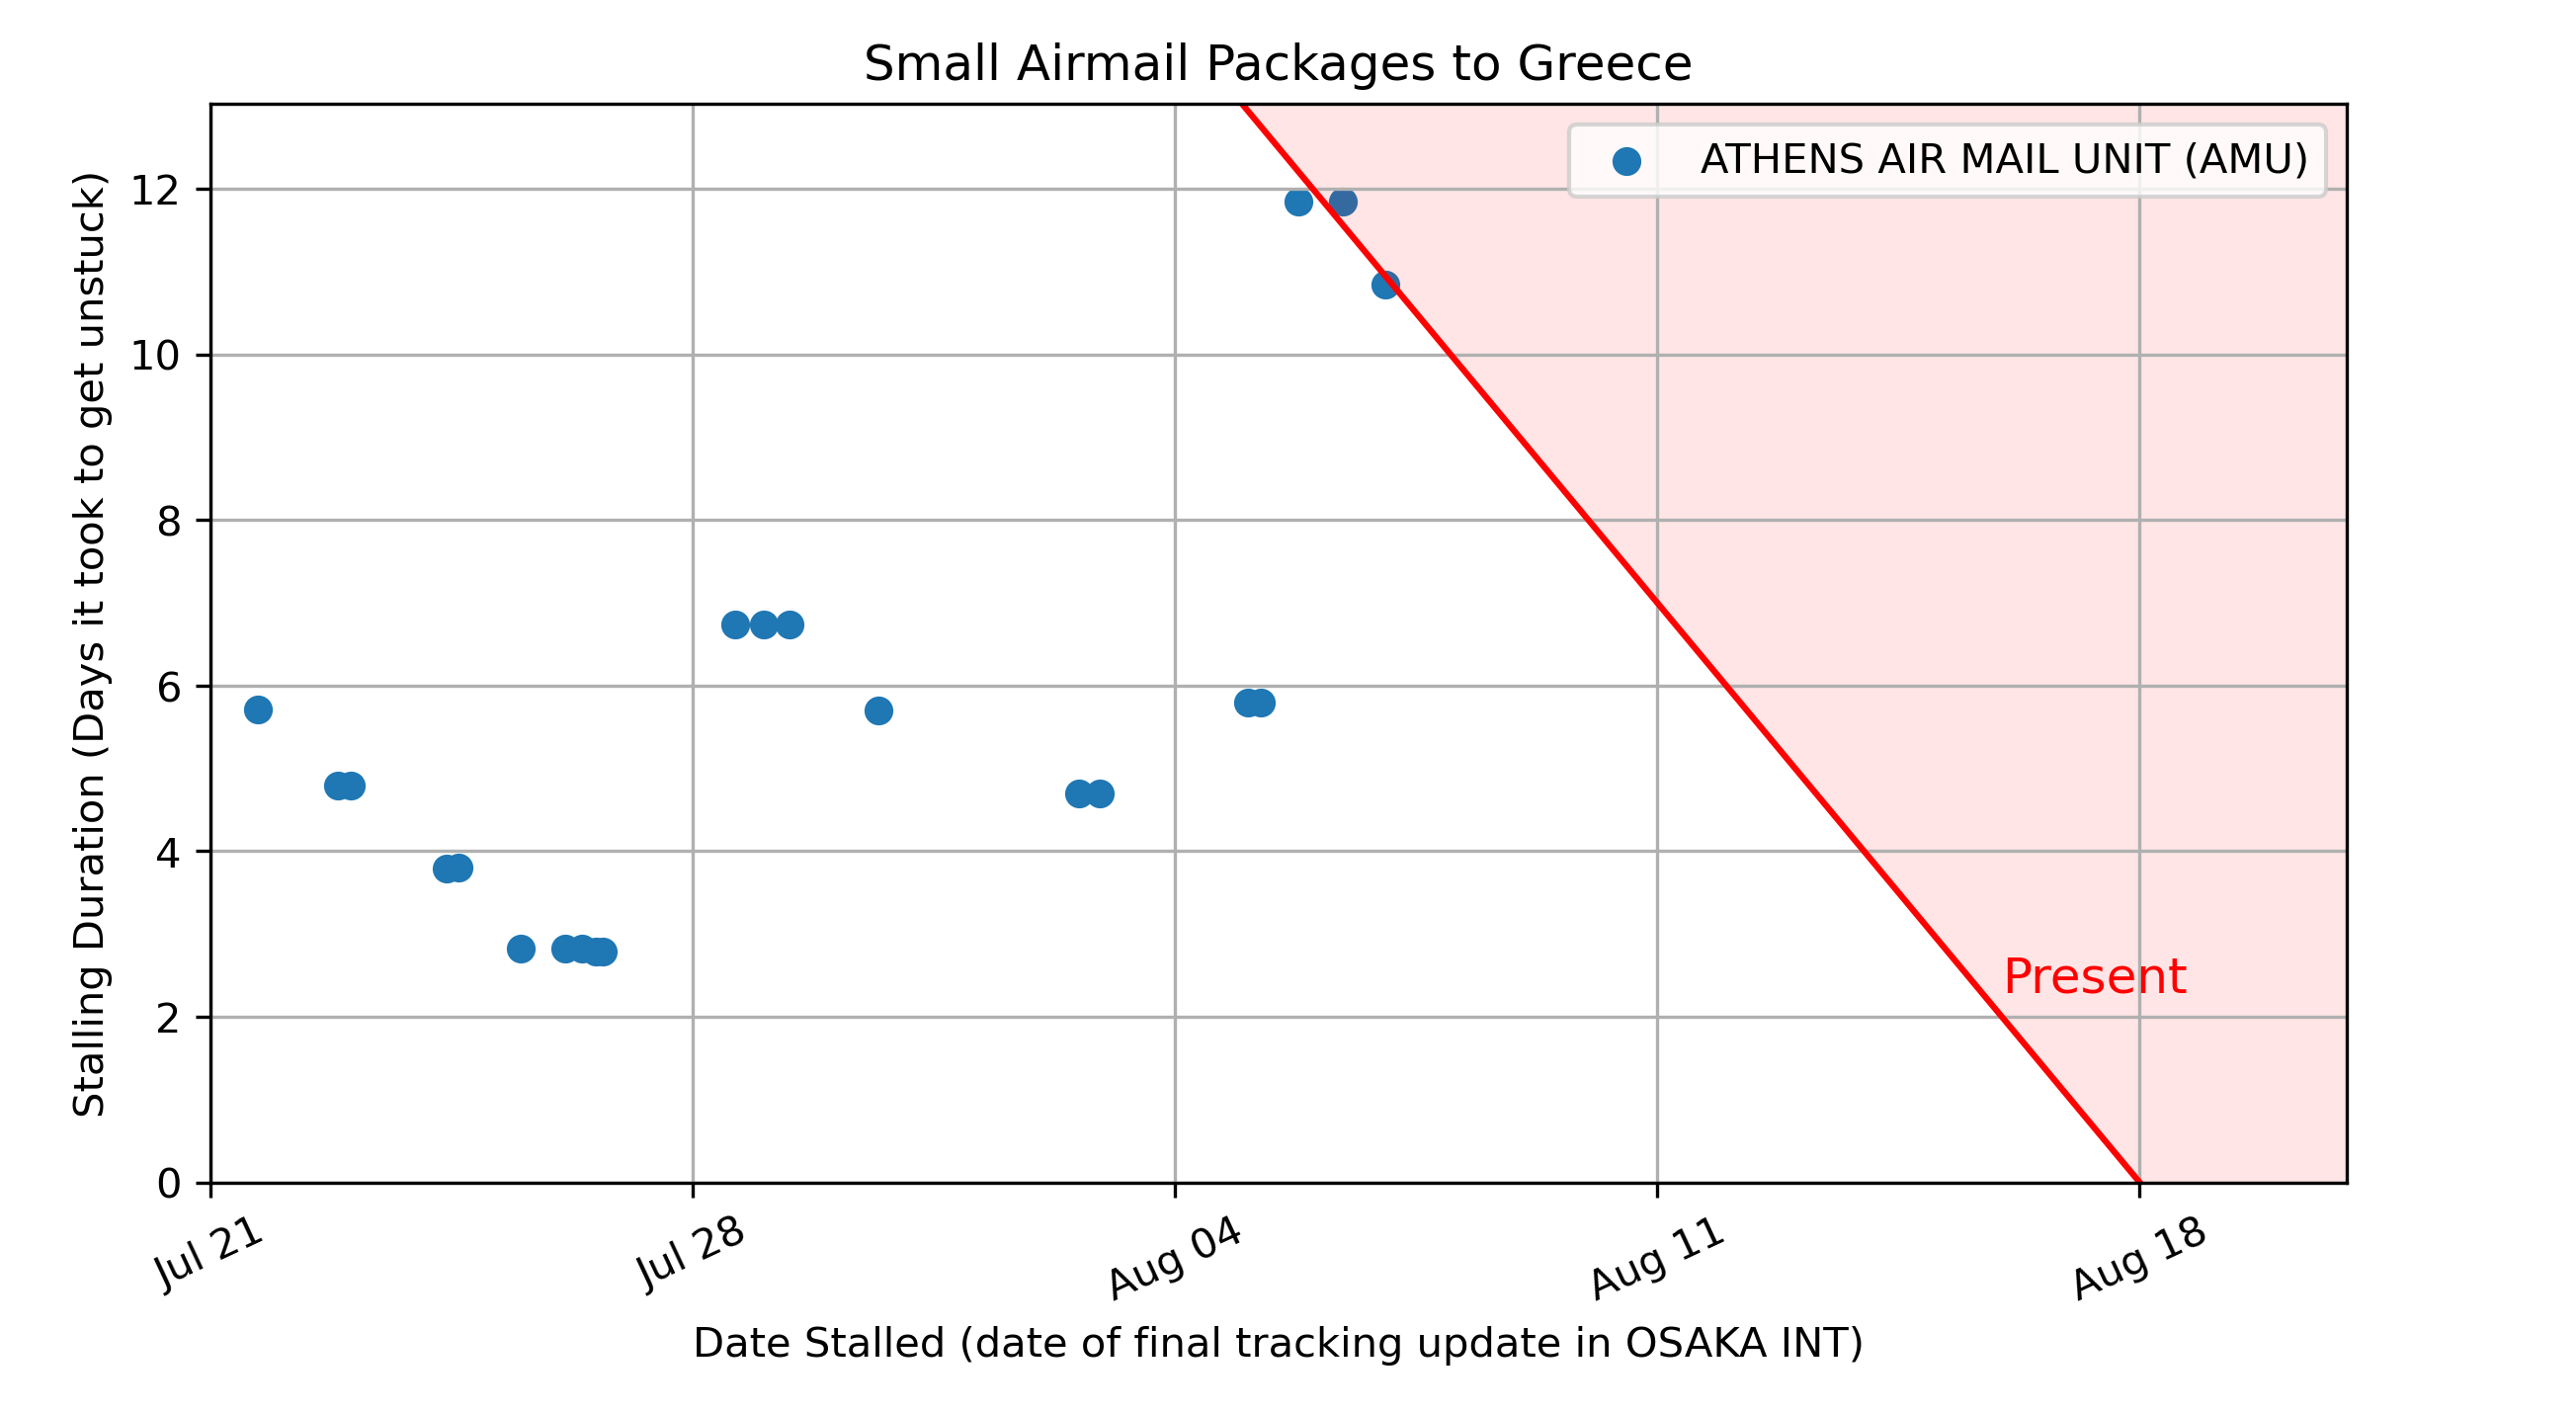 Small Airmail Packages to Greece
ATHENS AIR MAIL UNIT (AMU)
Stalling Duration (Days it took to get unstuck)
12
10
8
6
4
2
0
Present
Jul 21
Jul 28
Aug 04
Aug 11
Aug 18
Date Stalled (date of final tracking update in OSAKA INT)